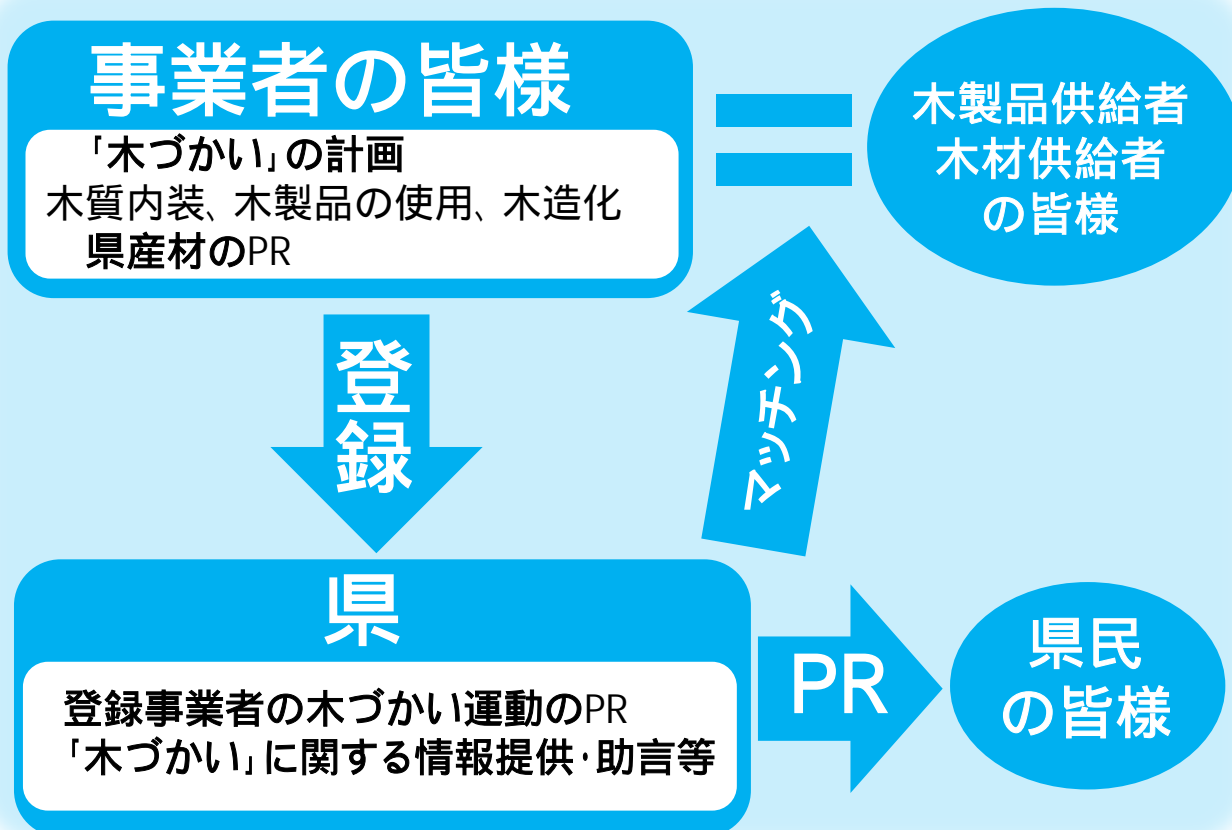 事業者の皆様
「木づかい」の計画
木質内装、木製品の使用、木造化
県産材のPR
木製品供給者
木材供給者
の皆様
登録
マッチング
県
登録事業者の木づかい運動のPR
「木づかい」に関する情報提供・助言等
PR
県民
の皆様